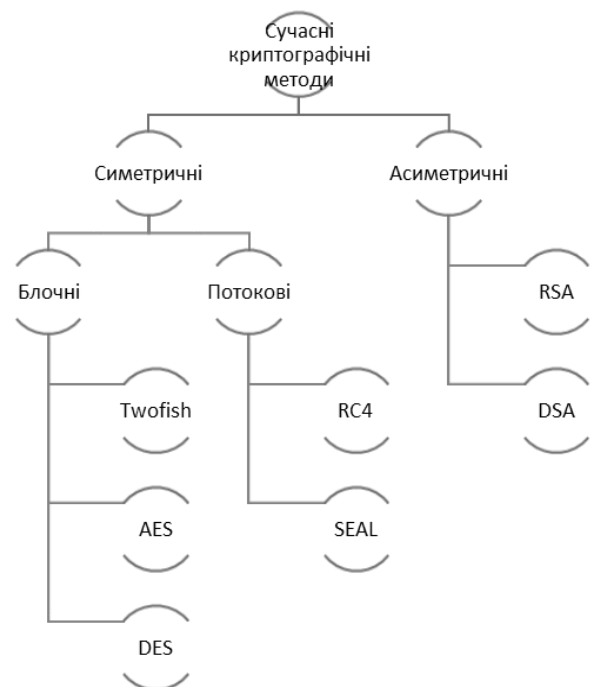 Сучасні
криптографічні
методи
Симетричні
Асиметричні
Блочні
Потокові
RSA
Twofish
RC4
DSA
AES
SEAL
DES